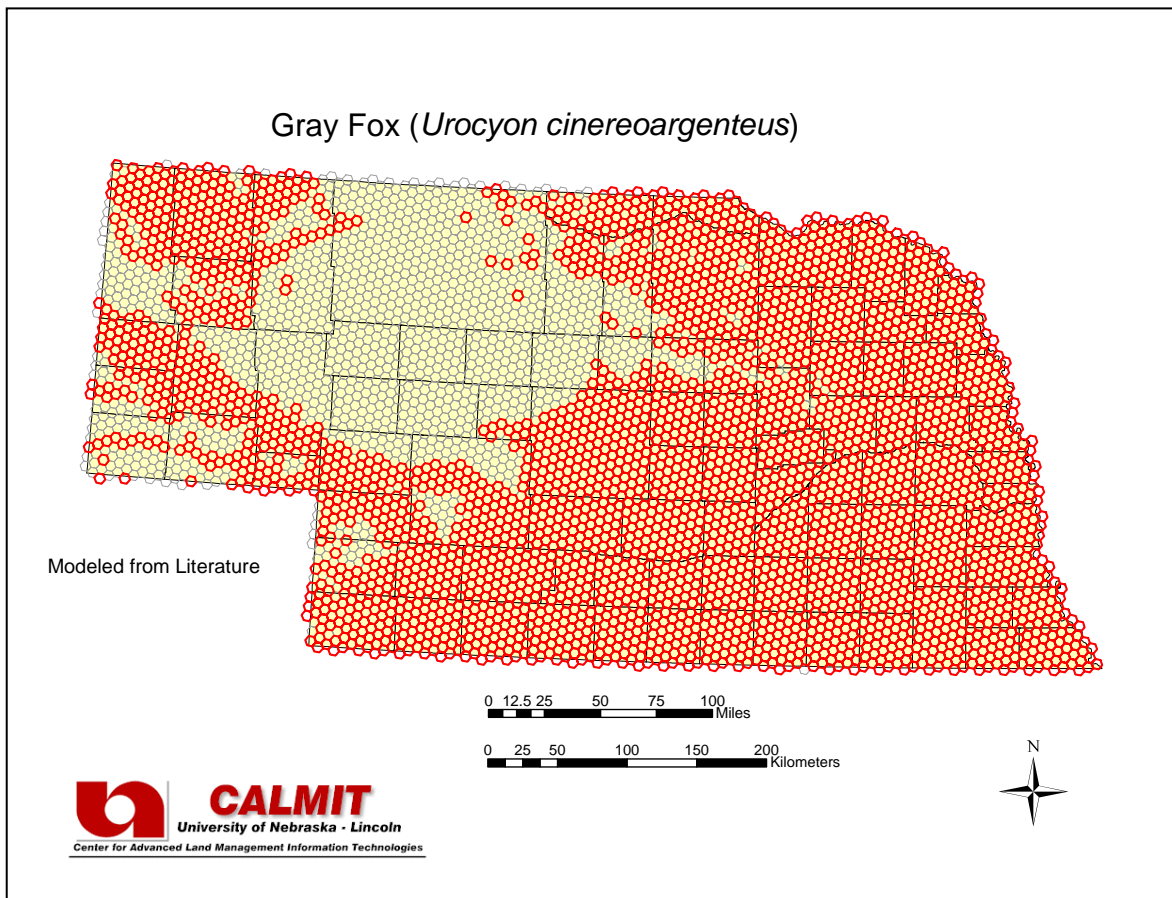 Gray Fox (Urocyon cinereoargenteus)
Modeled from Literature
0 12.5 25 50 75 100
Miles
0 25 50 100 150 200
Kilometers
N
CALMIT
University of Nebraska - Lincoln
Center for Advanced Land Management Information Technologies